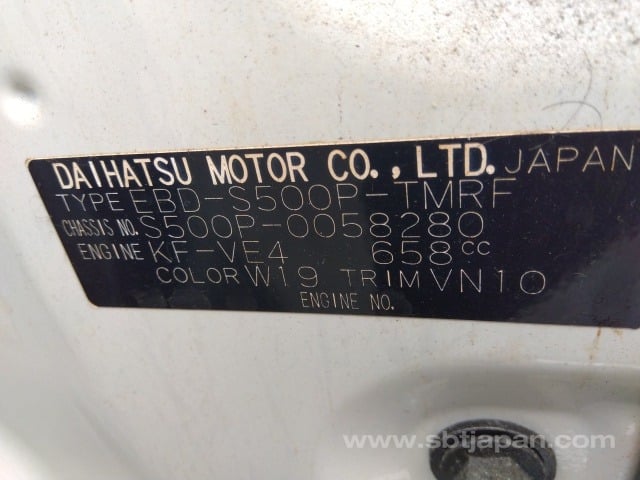 DAIHATSU MOTOR CO.,LTD. JAPAN
TYPE EBD-S500P-TMRF
CHASSIS NO. S500P-0058280
ENGINE KF-VE4 658cc
COLOR W19 TRIM VN10
ENGINE NO.
www.sbtjapan.com